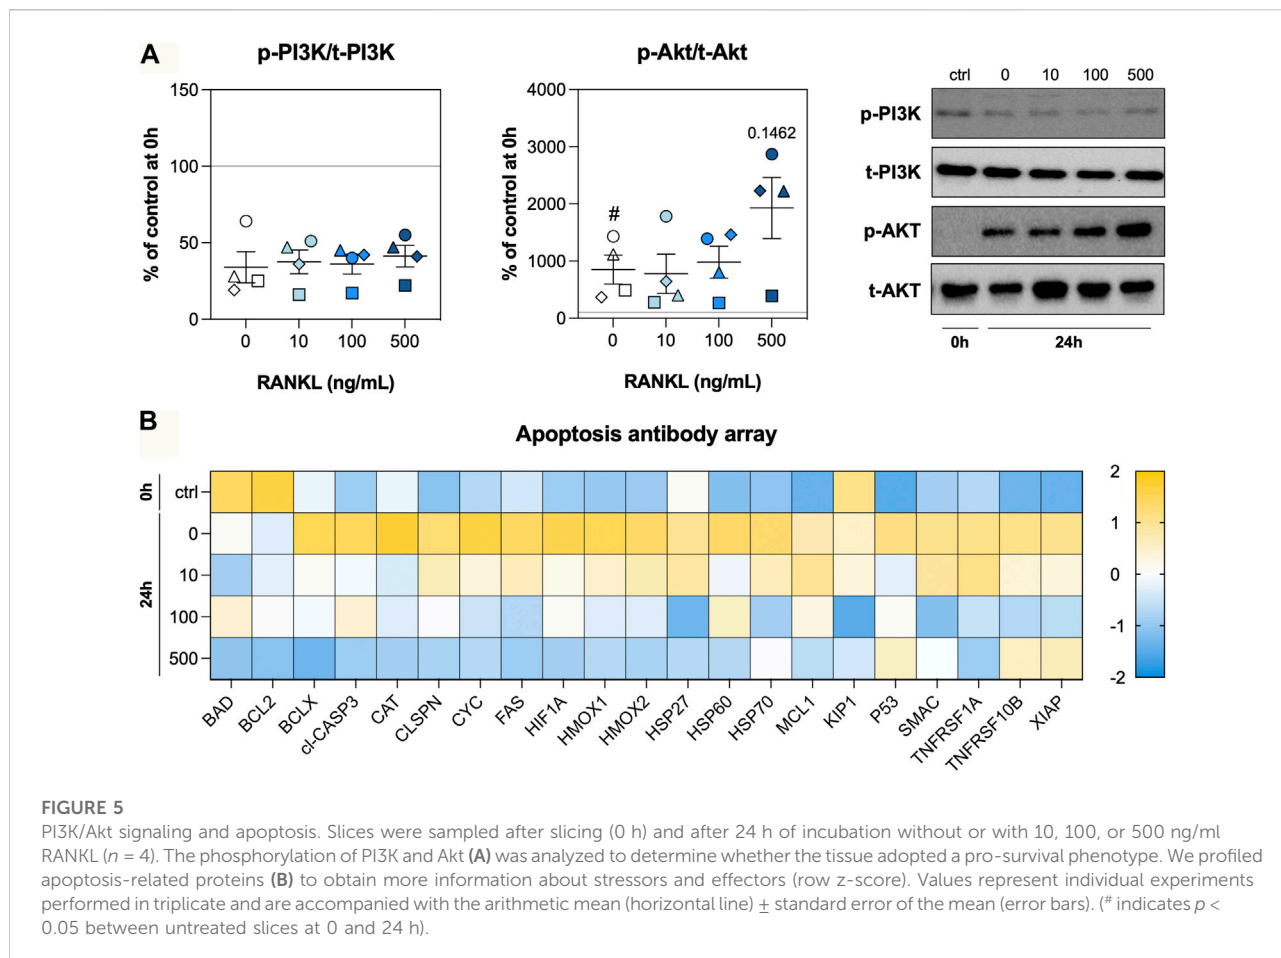 A
p-PI3K/t-PI3K
% of control at 0h
150
100
50
0
0 10 100 500
RANKL (ng/mL)
p-Akt/t-Akt
% of control at 0h
4000
3000
2000
1000
0
0.1462
#
0 10 100 500
RANKL (ng/mL)
ctrl 0 10 100 500
p-PI3K
t-PI3K
p-AKT
t-AKT
0h 24h
B
Apoptosis antibody array
0h
ctrl
24h
0
10
100
500
BAD BCL2 BCLX cl-CASP3 CAT CLSPN CYC FAS HIF1A HMOX1 HMOX2 HSP27 HSP60 HSP70 MCL1 KIP1 P53 SMAC TNFRSF1A TNFRSF10B XIAP
2
1
0
-1
-2
FIGURE 5
PI3K/Akt signaling and apoptosis. Slices were sampled after slicing (0 h) and after 24 h of incubation without or with 10, 100, or 500 ng/ml
RANKL (n = 4). The phosphorylation of PI3K and Akt (A) was analyzed to determine whether the tissue adopted a pro-survival phenotype. We profiled
apoptosis-related proteins (B) to obtain more information about stressors and effectors (row z-score). Values represent individual experiments
performed in triplicate and are accompanied with the arithmetic mean (horizontal line) ± standard error of the mean (error bars). (# indicates p <
0.05 between untreated slices at 0 and 24 h).